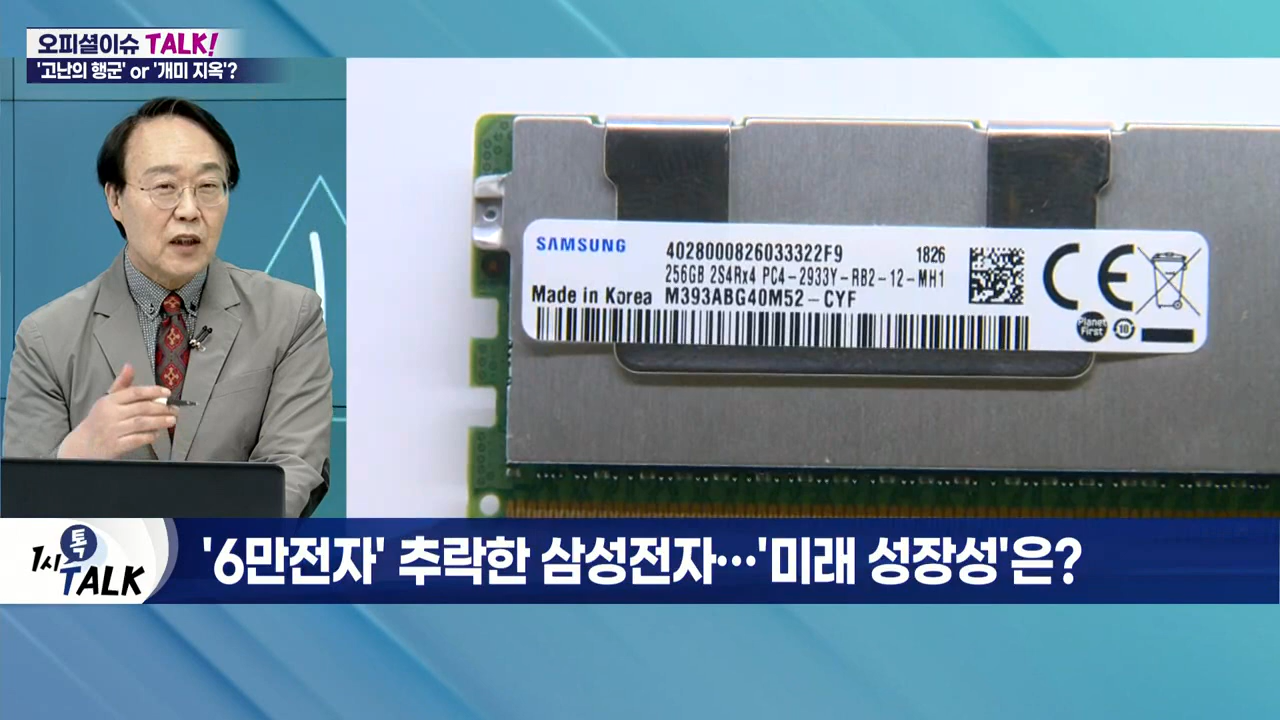 오피셜이슈 TALK!
'고난의 행군' or '개미 지옥'?
SAMSUNG
4028000826033322F9 1826
256GB 2S4Rx4 PC4-2933Y-RB2-12-MH1
Made in Korea M393ABG40M52-CYF
CE
Planet First
10
1시톡 TALK
'6만전자' 추락한 삼성전자…'미래 성장성'은?